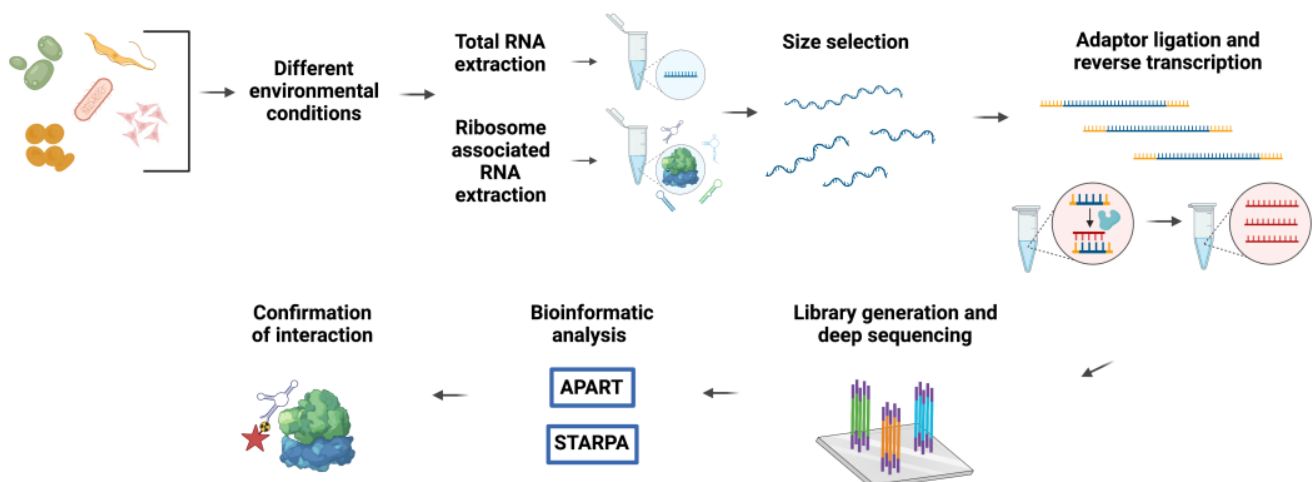 Different
environmental
conditions
Total RNA
extraction
Ribosome
associated
RNA
extraction
Size selection
Adaptor ligation and
reverse transcription
Confirmation
of interaction
Bioinformatic
analysis
APART
STARPA
Library generation and
deep sequencing